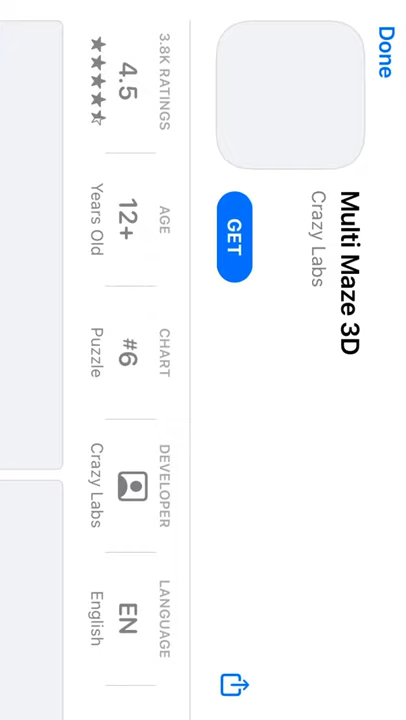 Done
Multi Maze 3D
Crazy Labs
GET
3.8K RATINGS
4.5
AGE
12+
Years Old
CHART
#6
Puzzle
DEVELOPER
Crazy Labs
LANGUAGE
EN
English